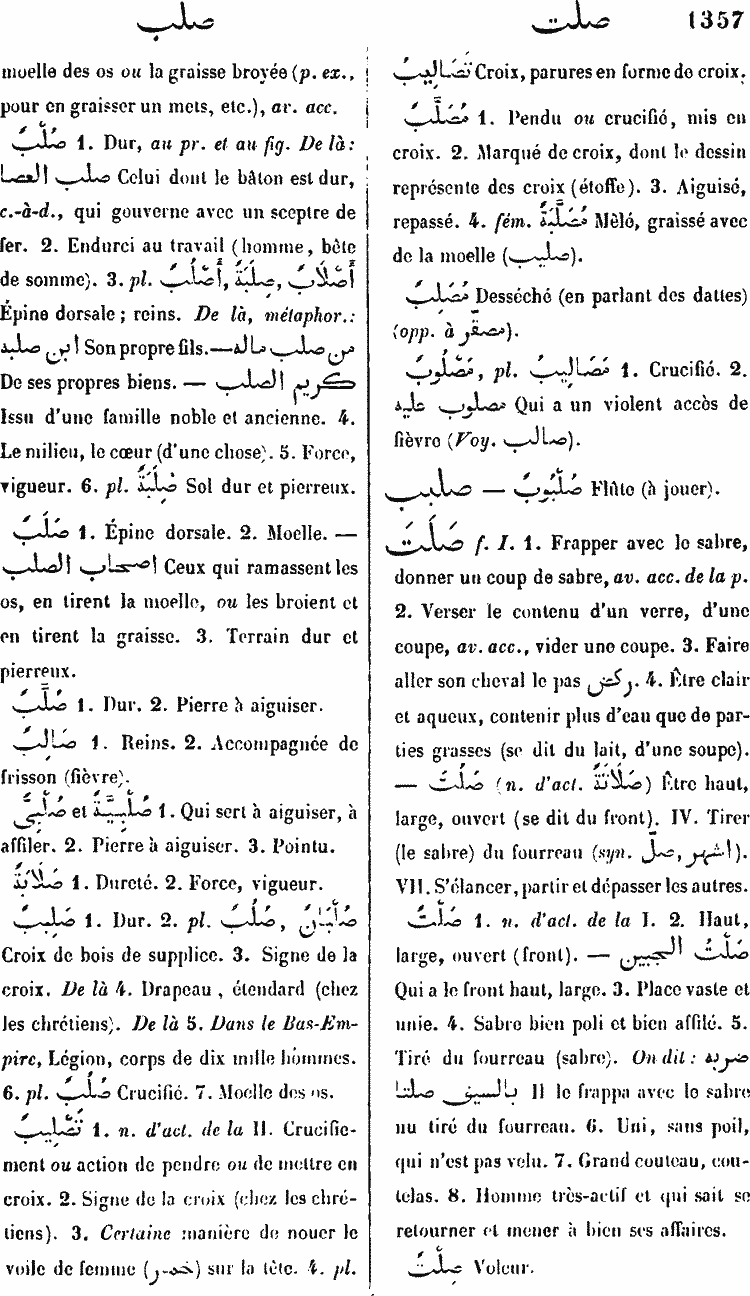 صلب
صلت
1357
moelle des os ou la graisse broyée (p. ex.,
pour en graisser un mets, etc.), av. acc.
صُلْبٌ 1. Dur, au pr. et au fig. De là:
صلب العصا Celui dont le bâton est dur,
c.-à-d., qui gouverne avec un sceptre de
fer. 2. Endurci au travail (homme, bête
de somme). 3. pl. أَصْلَابٌ, صِلَبَةٌ, أَصْلُبٌ
Épine dorsale; reins. De là, métaphor.:
ابن صلبه Son propre fils. — من صلب ماله
De ses propres biens. — كريم الصلب
Issu d'une famille noble et ancienne. 4.
Le milieu, le cœur (d'une chose). 5. Force,
vigueur. 6. pl. صِلَبَةٌ Sol dur et pierreux.
صَلَبٌ 1. Épine dorsale. 2. Moelle. —
اصحاب الصلب Ceux qui ramassent les
os, en tirent la moelle, ou les broient et
en tirent la graisse. 3. Terrain dur et
pierreux.
صُلَّبٌ 1. Dur. 2. Pierre à aiguiser.
صَالِبٌ 1. Reins. 2. Accompagnée de
frisson (fièvre).
صُلَّبِيَّةٌ et صُلَّبِيٌّ 1. Qui sert à aiguiser, à
affiler. 2. Pierre à aiguiser. 3. Pointu.
صَلَابَةٌ 1. Dureté. 2. Force, vigueur.
صَلِيبٌ 1. Dur. 2. pl. صُلُبٌ, صُلْبَانٌ
Croix de bois de supplice. 3. Signe de la
croix. De là 4. Drapeau, étendard (chez
les chrétiens). De là 5. Dans le Bas-Em-
pire, Légion, corps de dix mille hommes.
6. pl. صُلُبٌ Crucifié. 7. Moelle des os.
تَصْلِيبٌ 1. n. d'act. de la II. Crucifie-
ment ou action de pendre ou de mettre en
croix. 2. Signe de la croix (chez les chré-
tiens). 3. Certaine manière de nouer le
voile de femme (خمر) sur la tête. 4. pl.
تَصَالِيبُ Croix, parures en forme de croix.
مُصَلَّبٌ 1. Pendu ou crucifié, mis en
croix. 2. Marqué de croix, dont le dessin
représente des croix (étoffe). 3. Aiguisé,
repassé. 4. fém. مُصَلَّبَةٌ Mêlé, graissé avec
de la moelle (صليب).
مُصَلِّبٌ Desséché (en parlant des dattes)
(opp. à مصقّر).
مَصْلُوبٌ, pl. مَصَالِيبُ 1. Crucifié. 2.
مصلوب عليه Qui a un violent accès de
fièvre (Voy. صالب).
صلبب — صُلْبُوبٌ Flûte (à jouer).
صَلَتَ f. I. 1. Frapper avec le sabre,
donner un coup de sabre, av. acc. de la p.
2. Verser le contenu d'un verre, d'une
coupe, av. acc., vider une coupe. 3. Faire
aller son cheval le pas ركض. 4. Être clair
et aqueux, contenir plus d'eau que de par-
ties grasses (se dit du lait, d'une soupe).
— صَلُتَ (n. d'act. صَلَاتَةٌ) Être haut,
large, ouvert (se dit du front). IV. Tirer
(le sabre) du fourreau (syn. صلّ, اشهر).
VII. S'élancer, partir et dépasser les autres.
صَلْتٌ 1. n. d'act. de la I. 2. Haut,
large, ouvert (front). — صَلْتُ الجبين
Qui a le front haut, large. 3. Place vaste et
unie. 4. Sabre bien poli et bien affilé. 5.
Tiré du fourreau (sabre). On dit: ضربه
بالسيف صلتا Il le frappa avec le sabre
nu tiré du fourreau. 6. Uni, sans poil,
qui n'est pas velu. 7. Grand couteau, cou-
telas. 8. Homme très-actif et qui sait se
retourner et mener à bien ses affaires.
صِلْتٌ Voleur.